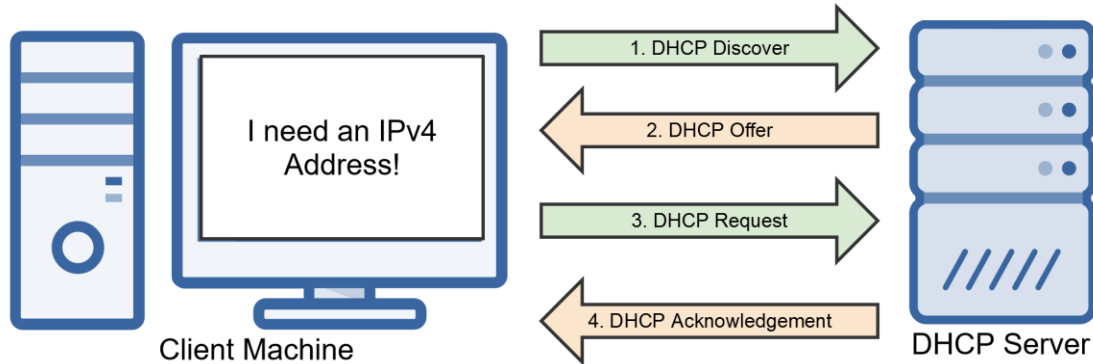 I need an IPv4
Address!
1. DHCP Discover
2. DHCP Offer
3. DHCP Request
4. DHCP Acknowledgement
Client Machine
DHCP Server